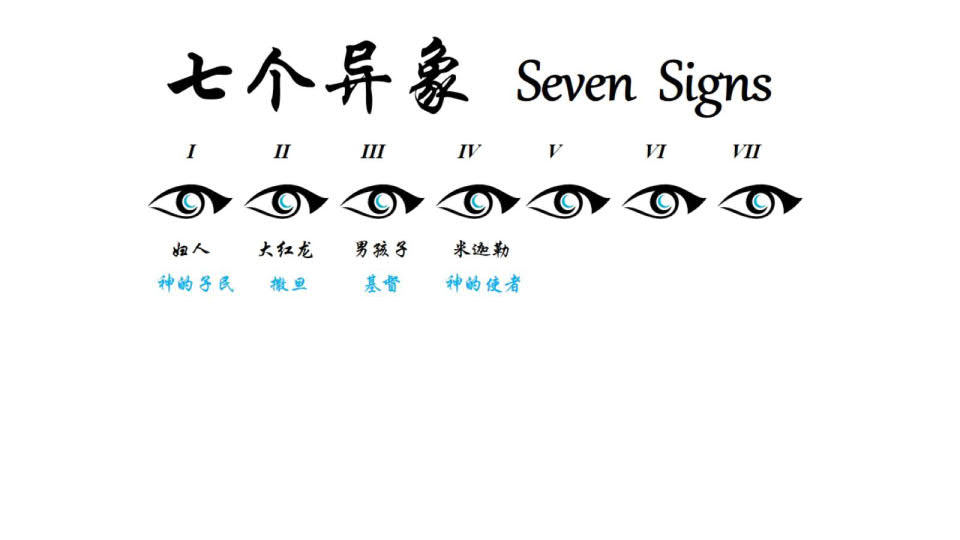 七个异象 Seven Signs
I II III IV V VI VII
妇人 大红龙 男孩子 米迦勒
神的子民 撒旦 基督 神的使者